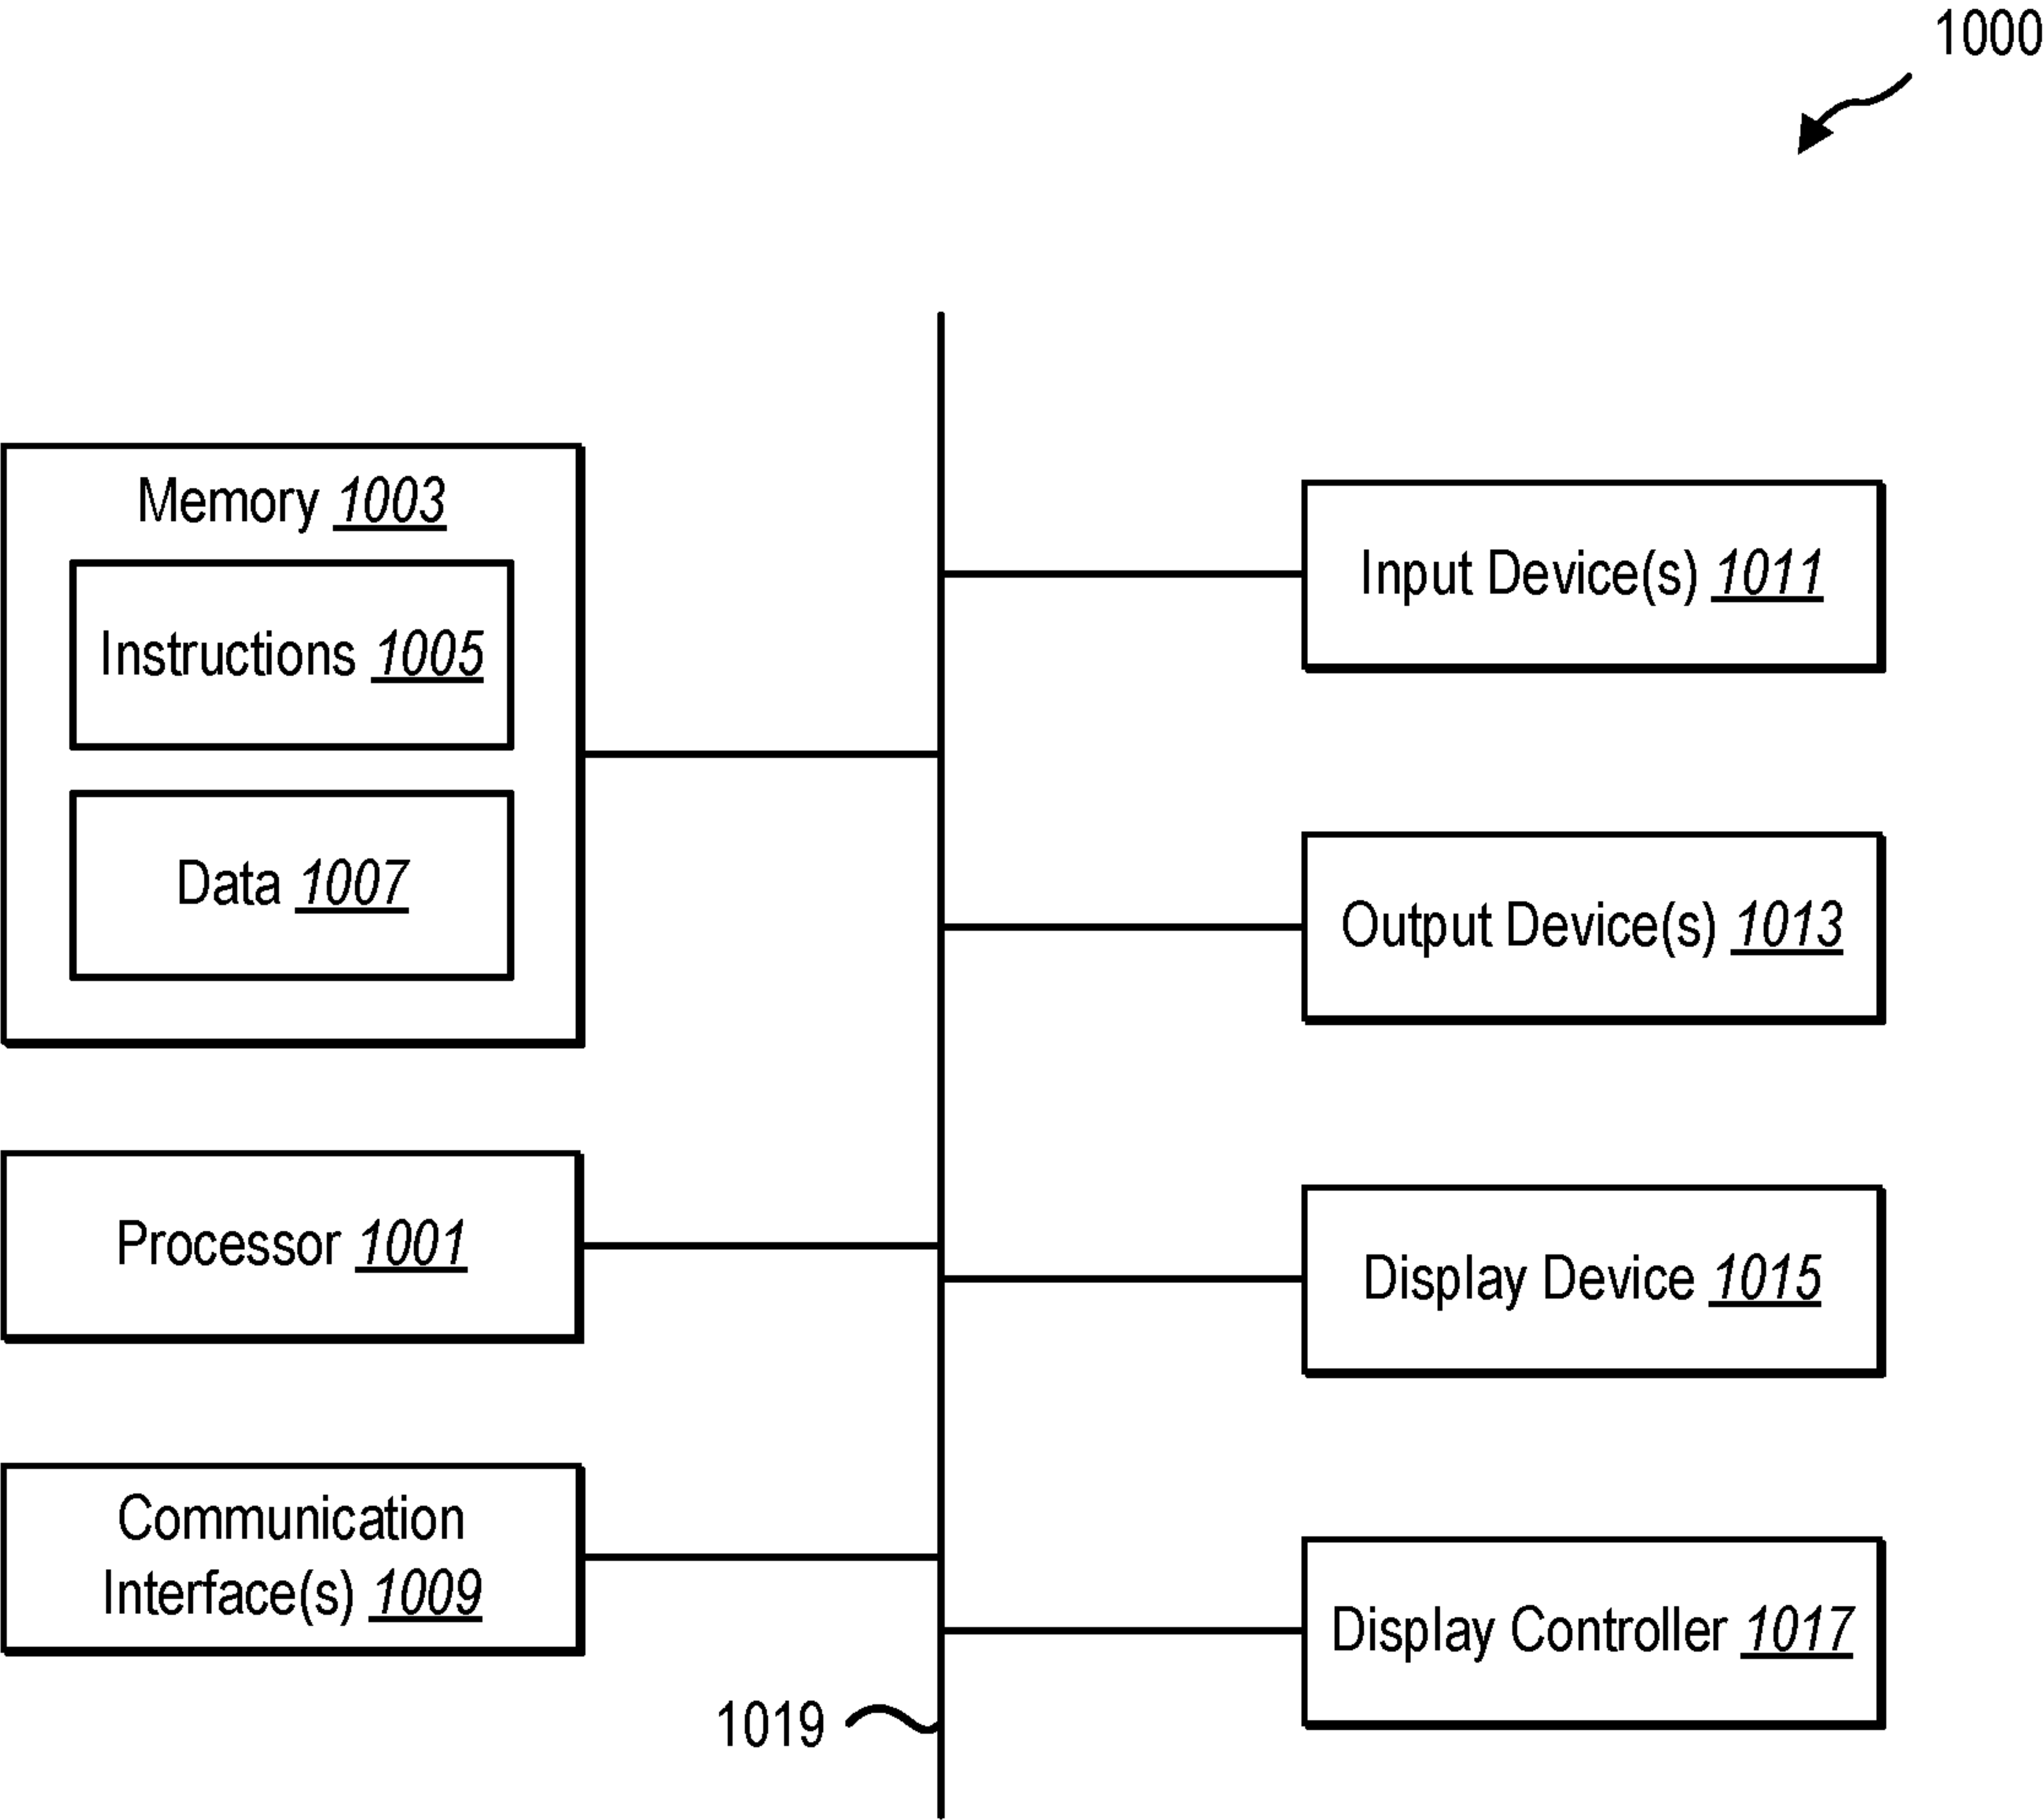 1000
Memory 1003
Instructions 1005
Data 1007
Processor 1001
Communication
Interface(s) 1009
Input Device(s) 1011
Output Device(s) 1013
Display Device 1015
Display Controller 1017
1019